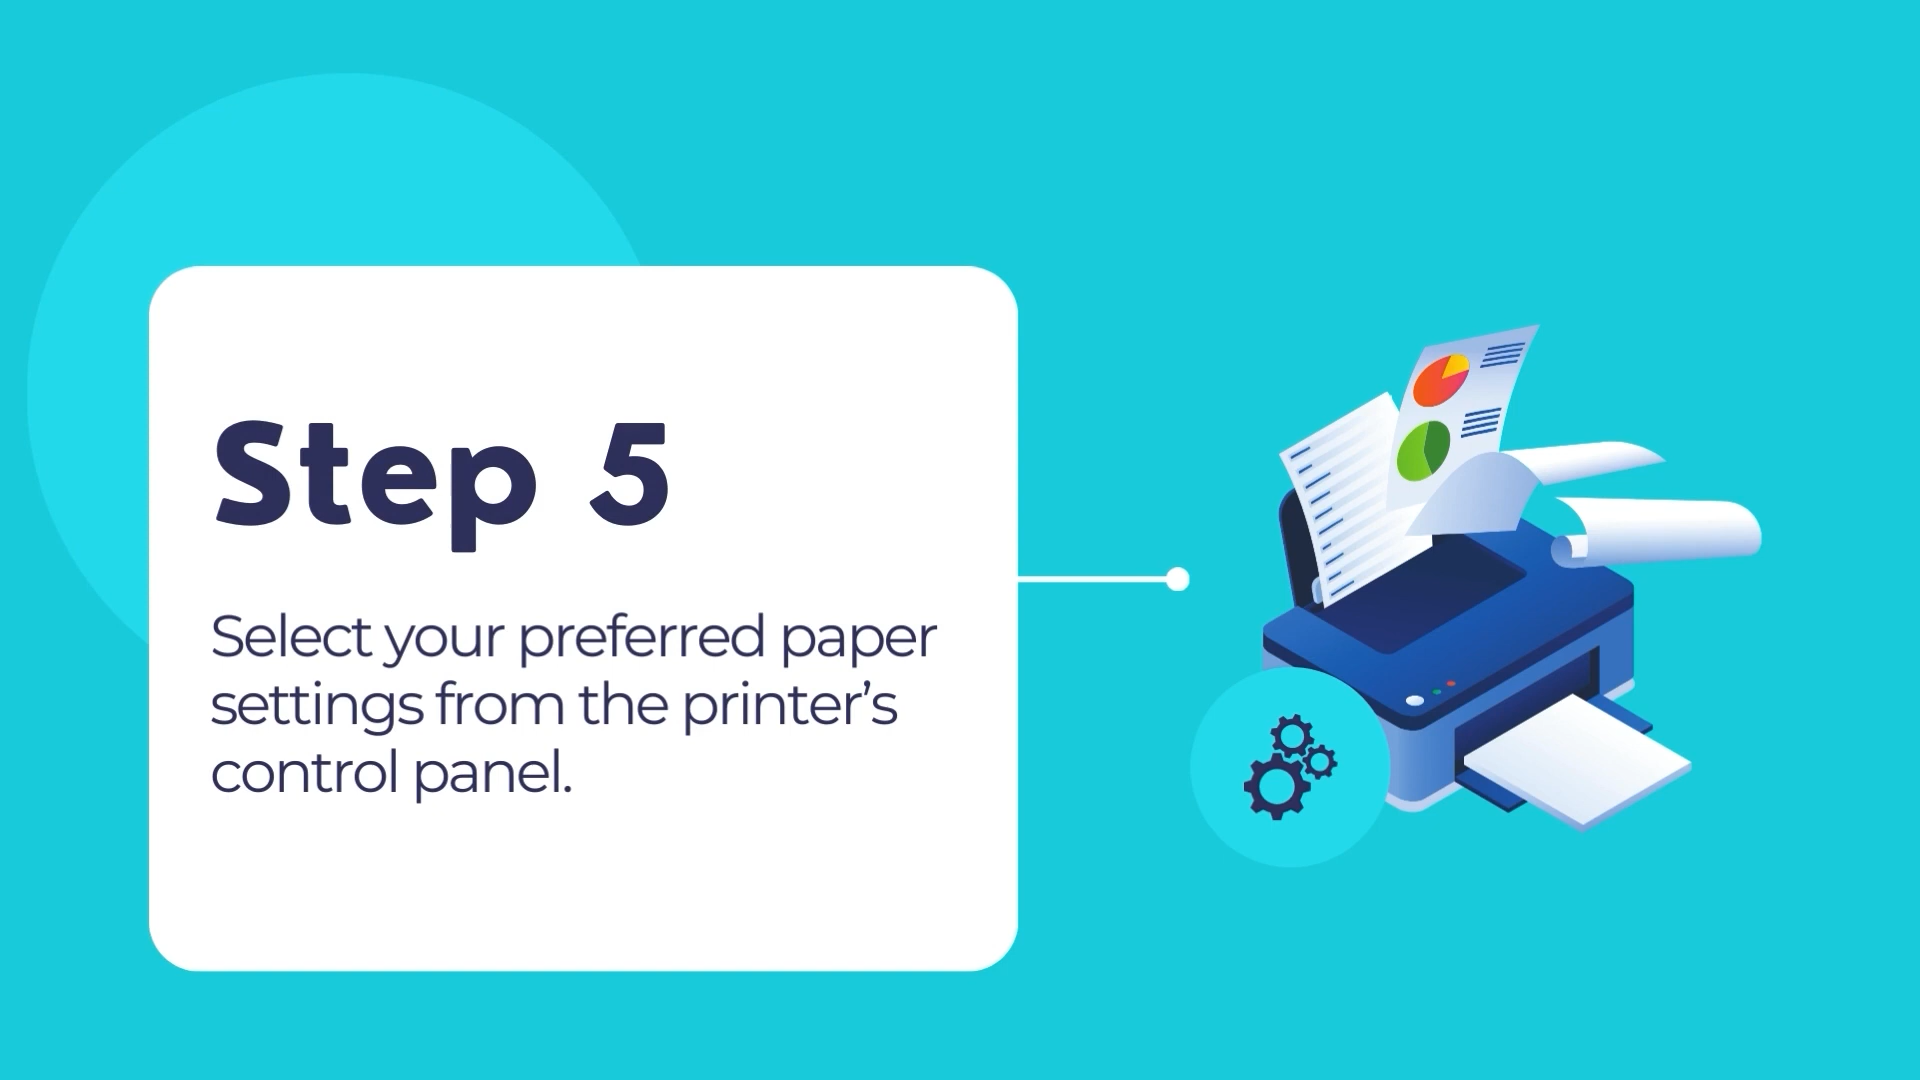 Step 5
Select your preferred paper
settings from the printer’s
control panel.